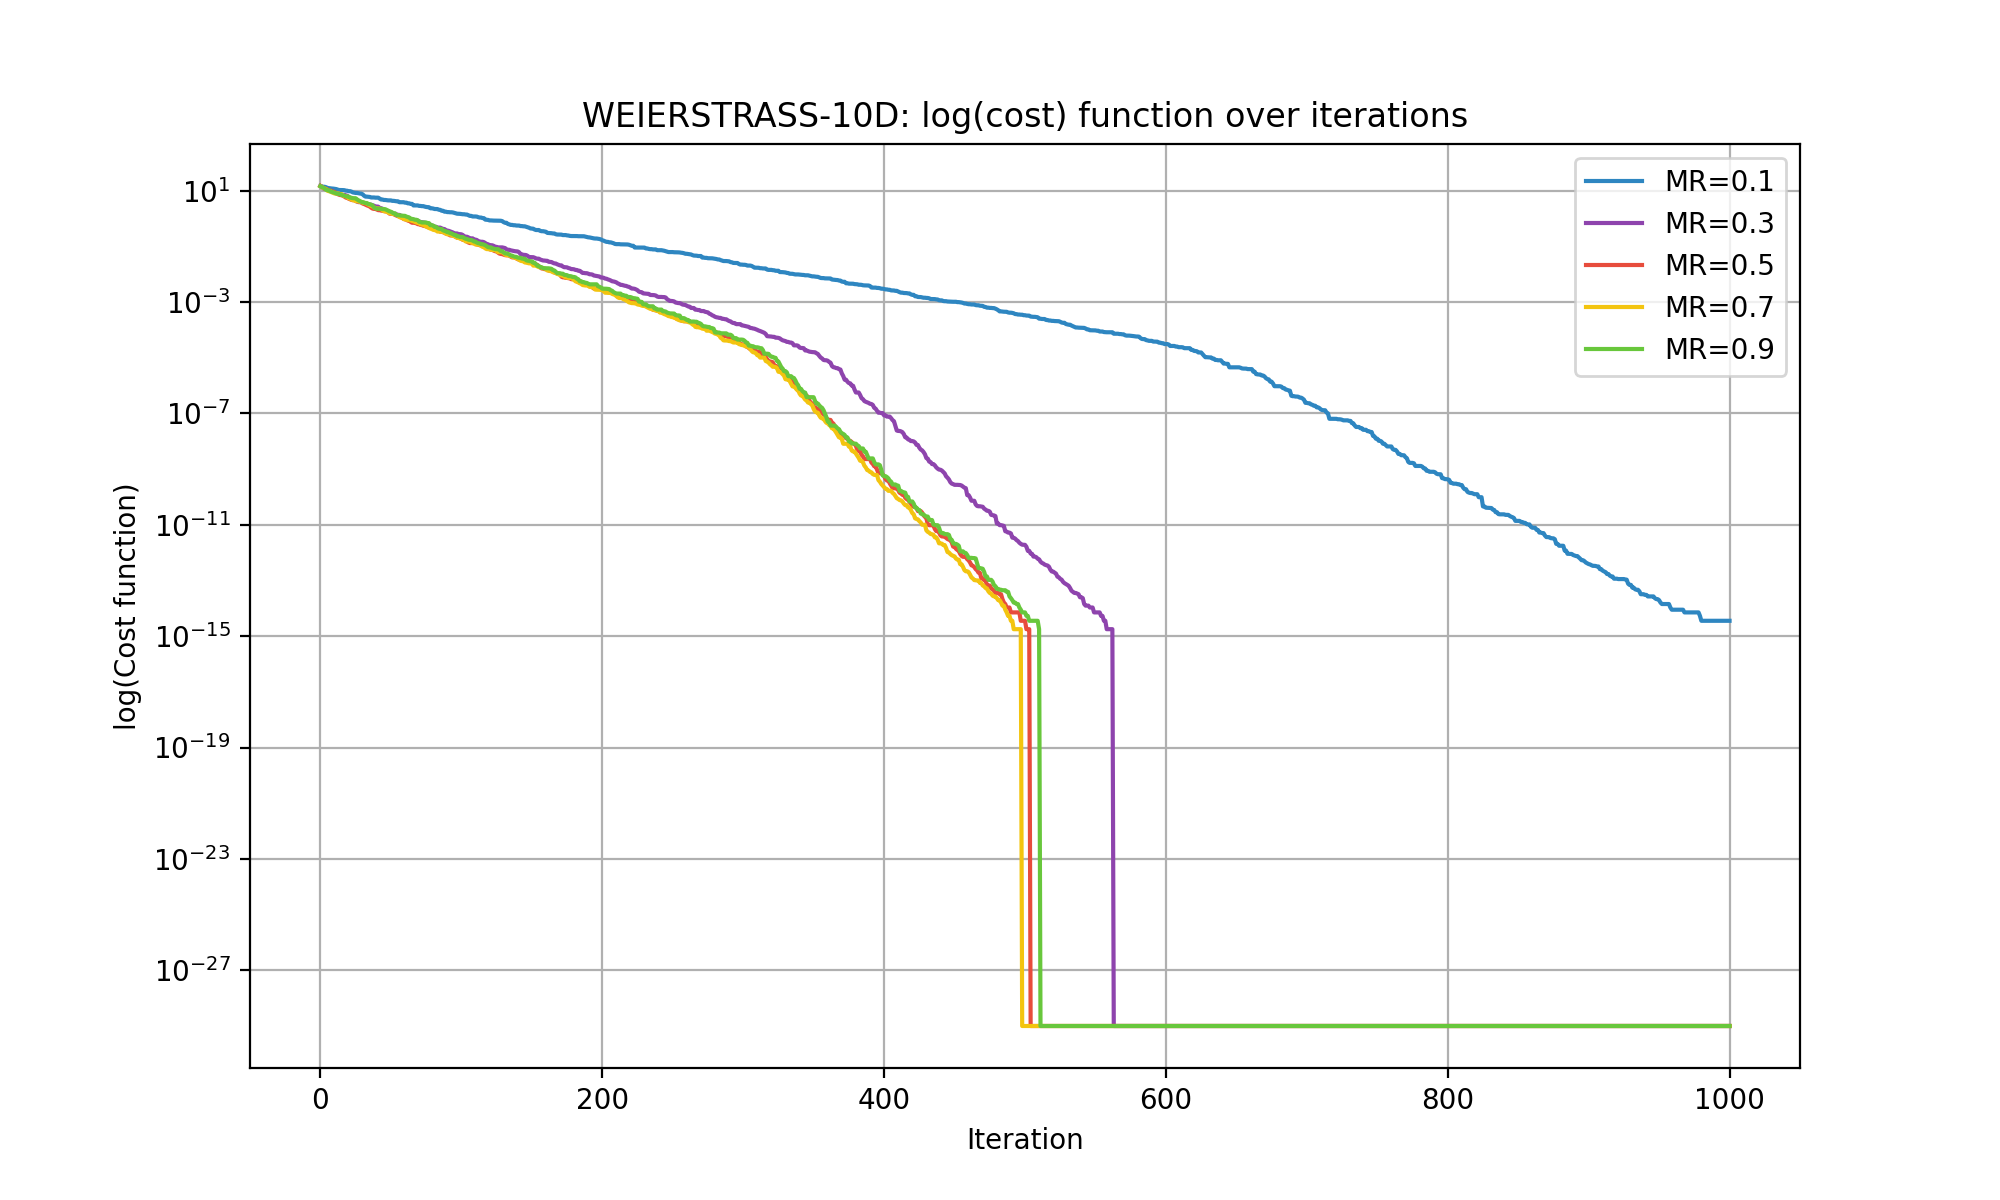 WEIERSTRASS-10D: log(cost) function over iterations
log(Cost function)
10¹
10⁻³
10⁻⁷
10⁻¹¹
10⁻¹⁵
10⁻¹⁹
10⁻²³
10⁻²⁷
MR=0.1
MR=0.3
MR=0.5
MR=0.7
MR=0.9
0 200 400 600 800 1000
Iteration